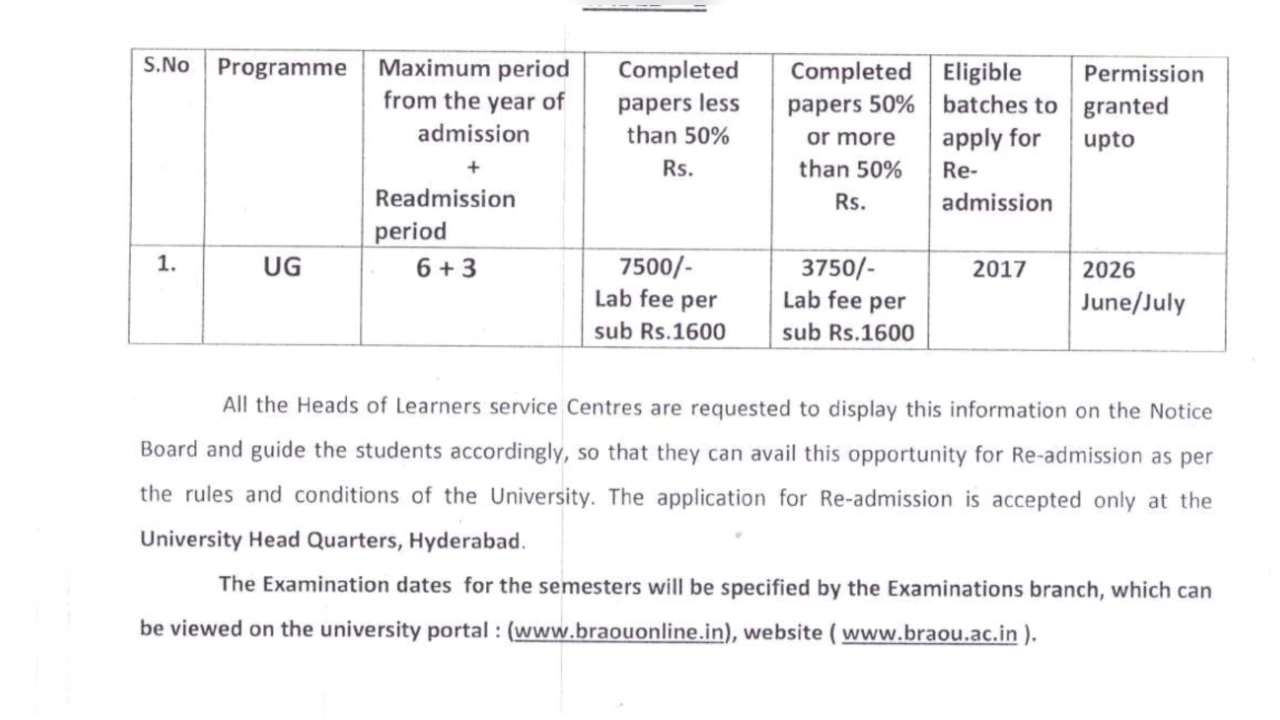 S.No Programme Maximum period from the year of admission + Readmission period Completed papers less than 50% Rs. Completed papers 50% or more than 50% Rs. Eligible batches to apply for Re-admission Permission granted upto
1. UG 6 + 3 7500/- Lab fee per sub Rs.1600 3750/- Lab fee per sub Rs.1600 2017 2026 June/July
All the Heads of Learners service Centres are requested to display this information on the Notice
Board and guide the students accordingly, so that they can avail this opportunity for Re-admission as per
the rules and conditions of the University. The application for Re-admission is accepted only at the
University Head Quarters, Hyderabad.
The Examination dates for the semesters will be specified by the Examinations branch, which can
be viewed on the university portal : (www.braouonline.in), website ( www.braou.ac.in ).